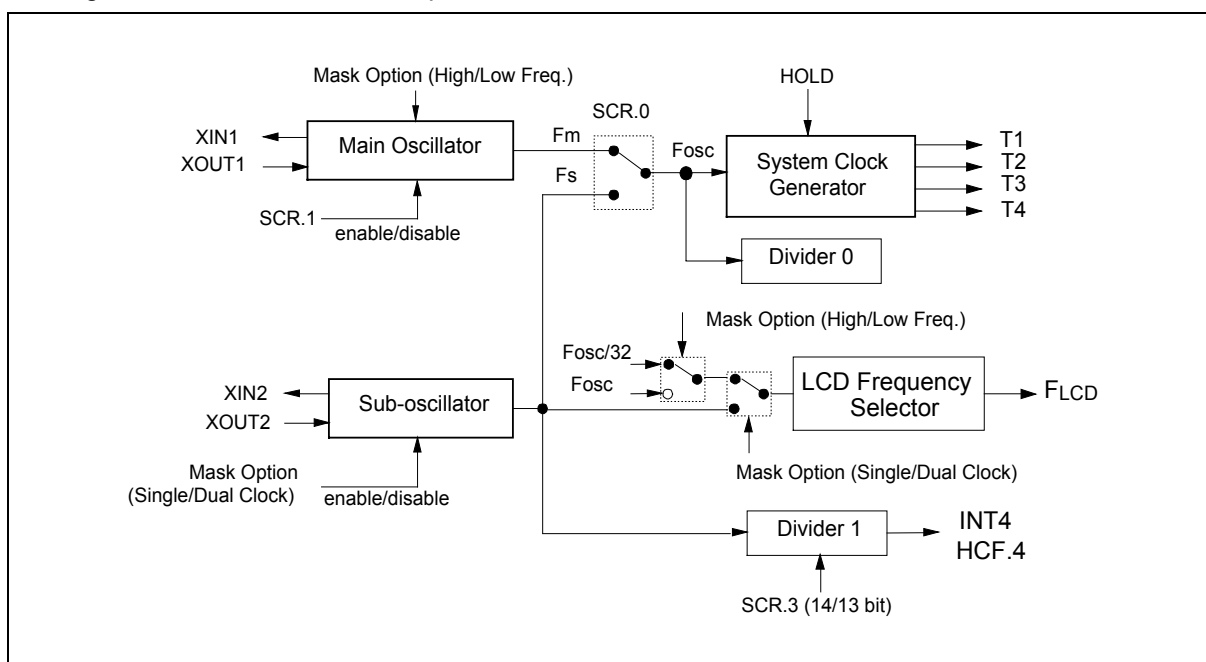 Mask Option (High/Low Freq.)
HOLD
SCR.0
XIN1
XOUT1
Main Oscillator
Fm
Fs
Fosc
System Clock
Generator
T1
T2
T3
T4
SCR.1
enable/disable
Divider 0
Mask Option (High/Low Freq.)
Fosc/32
Fosc
XIN2
XOUT2
Sub-oscillator
LCD Frequency
Selector
FLCD
Mask Option
(Single/Dual Clock)
enable/disable
Mask Option (Single/Dual Clock)
Divider 1
INT4
HCF.4
SCR.3 (14/13 bit)